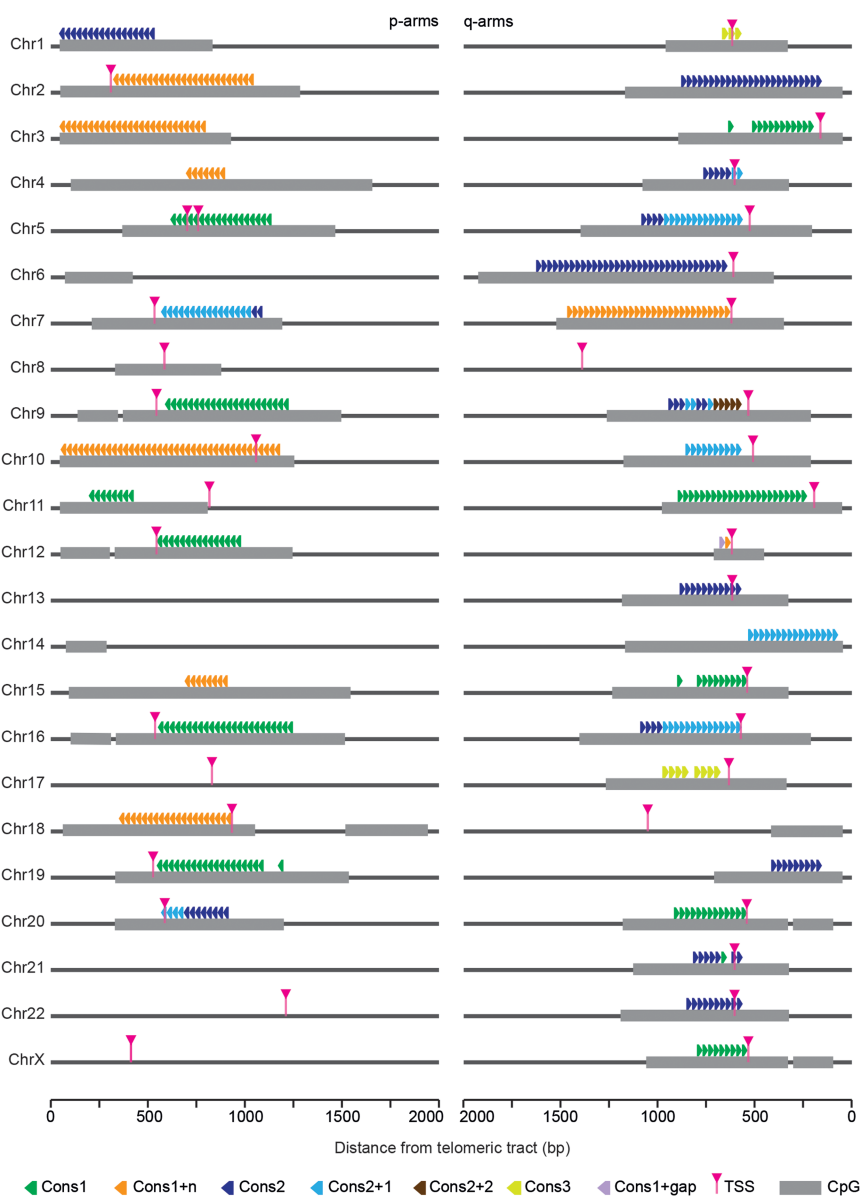 p-arms q-arms
Chr1
Chr2
Chr3
Chr4
Chr5
Chr6
Chr7
Chr8
Chr9
Chr10
Chr11
Chr12
Chr13
Chr14
Chr15
Chr16
Chr17
Chr18
Chr19
Chr20
Chr21
Chr22
ChrX
0 500 1000 1500 2000 2000 1500 1000 500 0
Distance from telomeric tract (bp)
Cons1 Cons1+n Cons2 Cons2+1 Cons2+2 Cons3 Cons1+gap TSS CpG